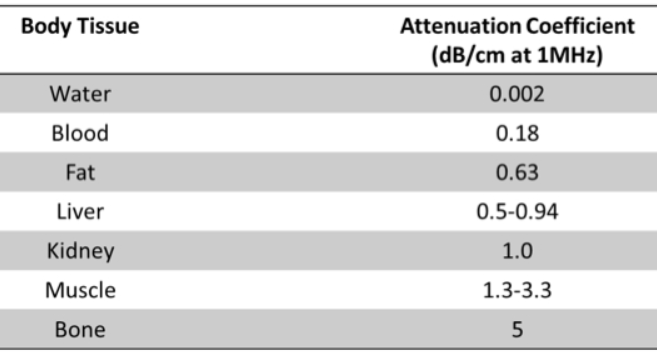 Body Tissue Attenuation Coefficient
(dB/cm at 1MHz)
Water 0.002
Blood 0.18
Fat 0.63
Liver 0.5-0.94
Kidney 1.0
Muscle 1.3-3.3
Bone 5